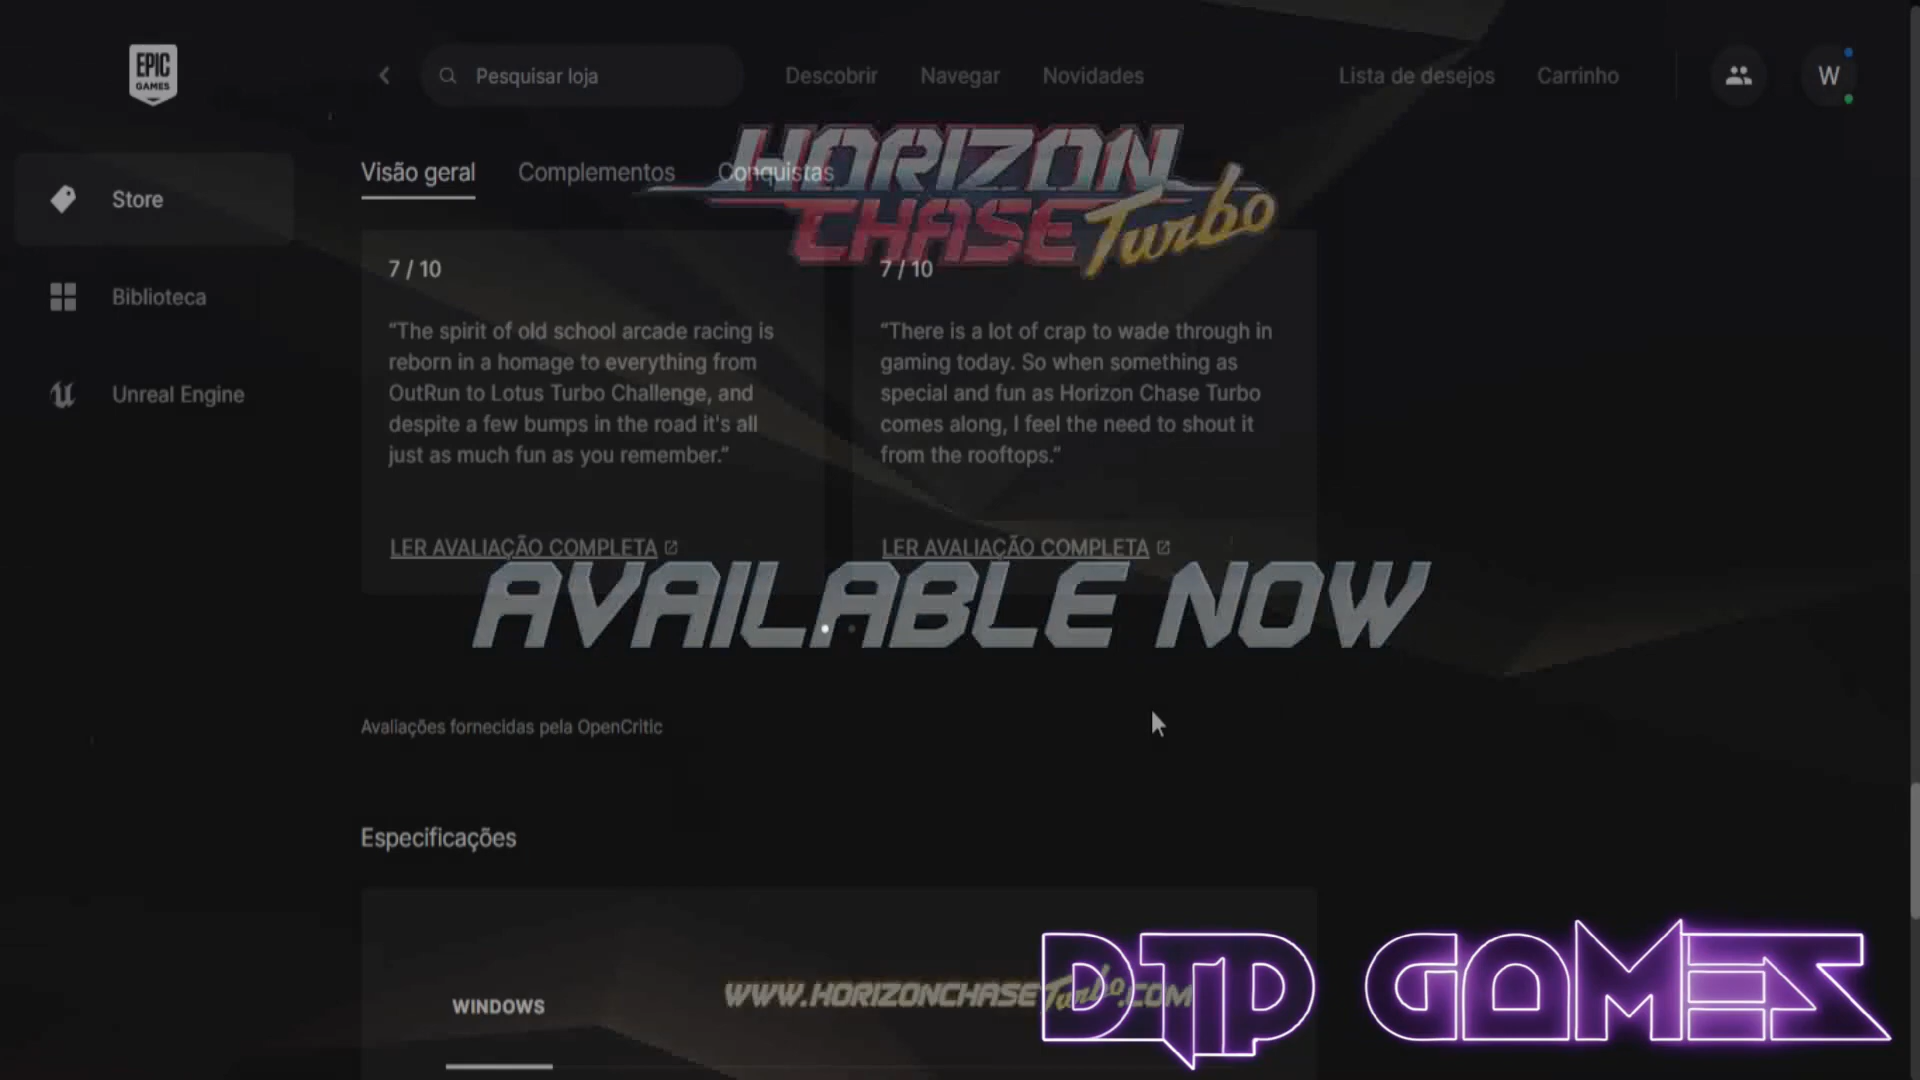 EPIC
GAMES
Pesquisar loja
Descobrir
Navegar
Novidades
Lista de desejos
Carrinho
W
HORIZON
CHASE Turbo
Visão geral
Complementos
Conquistas
Store
Biblioteca
Unreal Engine
7 / 10
“The spirit of old school arcade racing is
reborn in a homage to everything from
OutRun to Lotus Turbo Challenge, and
despite a few bumps in the road it's all
just as much fun as you remember.”
LER AVALIAÇÃO COMPLETA
7 / 10
“There is a lot of crap to wade through in
gaming today. So when something as
special and fun as Horizon Chase Turbo
comes along, I feel the need to shout it
from the rooftops.”
LER AVALIAÇÃO COMPLETA
AVAILABLE NOW
Avaliações fornecidas pela OpenCritic
Especificações
WINDOWS
WWW.HORIZONCHASETurbo.COM
DTP GAMES